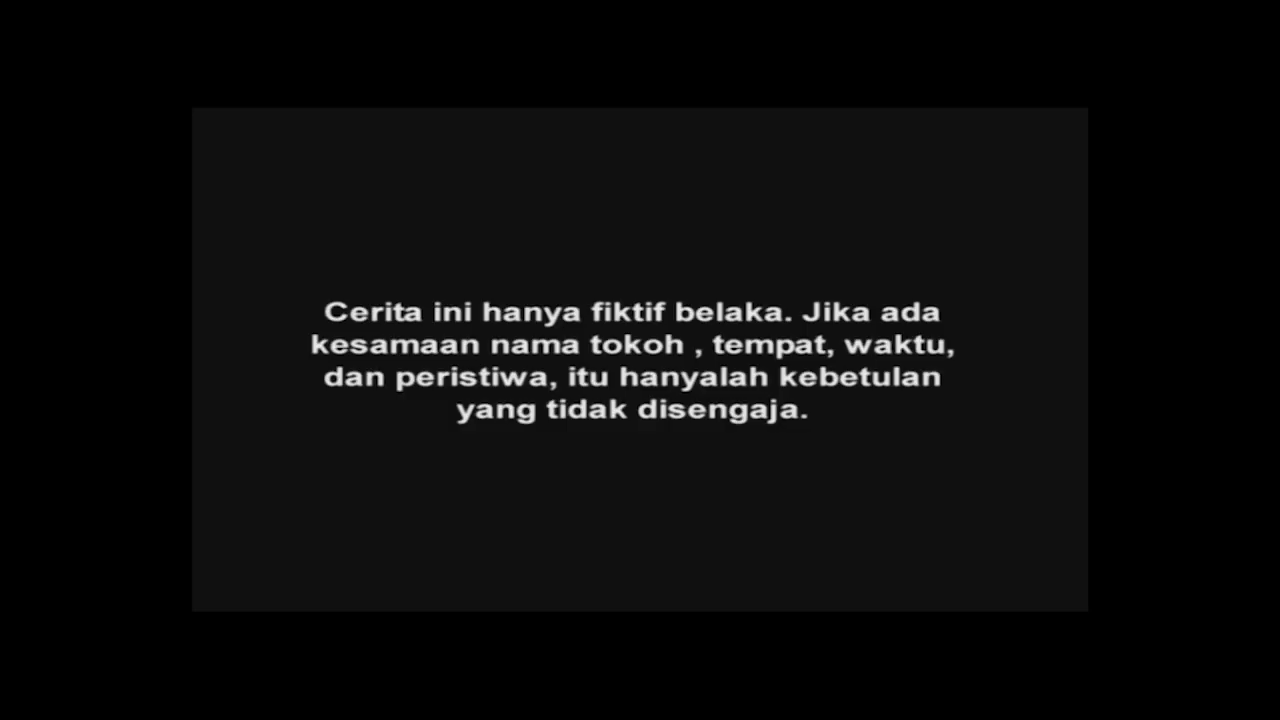 Cerita ini hanya fiktif belaka. Jika ada
kesamaan nama tokoh , tempat, waktu,
dan peristiwa, itu hanyalah kebetulan
yang tidak disengaja.